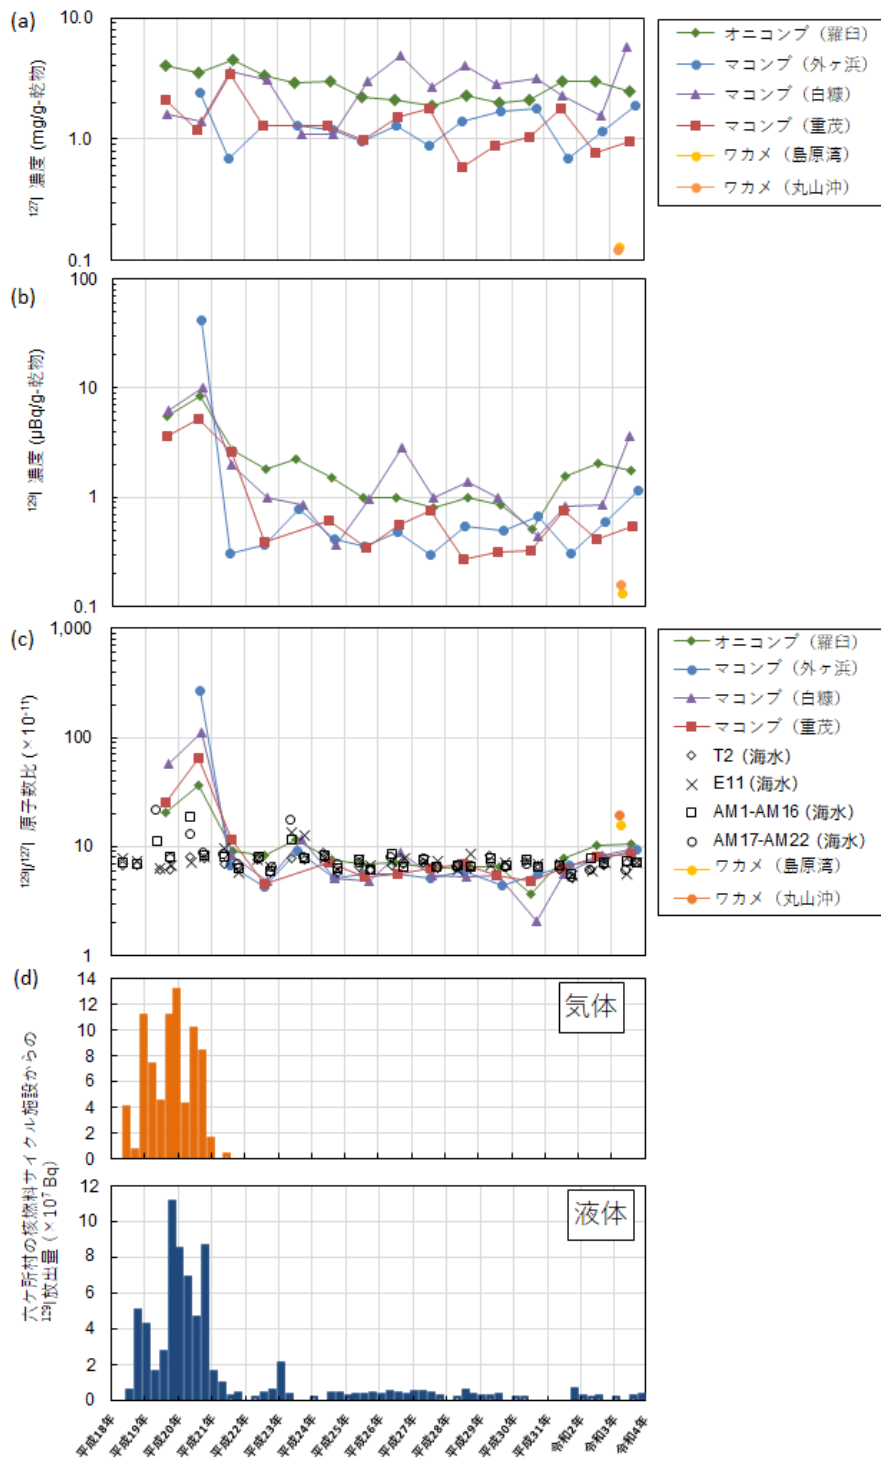 (a)
10.0
1.0
0.1
¹²⁷I 濃度 (mg/g-乾物)
オニコンブ（羅臼）
マコンブ（外ヶ浜）
マコンブ（白糠）
マコンブ（重茂）
ワカメ（島原湾）
ワカメ（丸山沖）
(b)
100
10
1
0.1
¹²⁹I 濃度 (μBq/g-乾物)
(c)
1,000
100
10
1
¹²⁹I/¹²⁷I 原子数比 (×10⁻¹¹)
オニコンブ（羅臼）
マコンブ（外ヶ浜）
マコンブ（白糠）
マコンブ（重茂）
T2 (海水)
E11 (海水)
AM1-AM16 (海水)
AM17-AM22 (海水)
ワカメ（島原湾）
ワカメ（丸山沖）
(d)
14
12
10
8
6
4
2
0
気体
六ケ所村の核燃料サイクル施設からの
¹²⁹I放出量 (×10⁷ Bq)
12
10
8
6
4
2
0
液体
平成18年
平成19年
平成20年
平成21年
平成22年
平成23年
平成24年
平成25年
平成26年
平成27年
平成28年
平成29年
平成30年
平成31年
令和2年
令和3年
令和4年